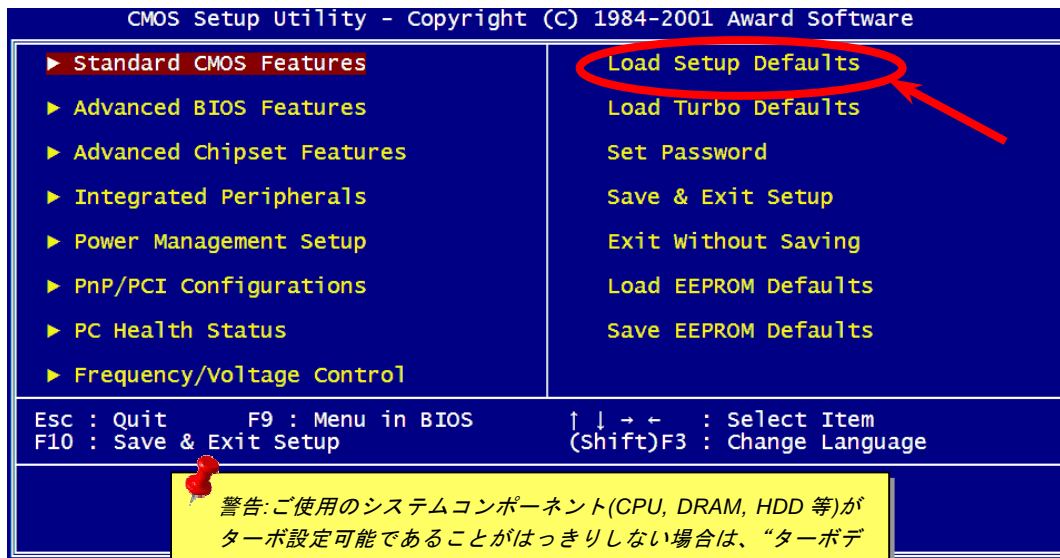 CMOS Setup Utility - Copyright (C) 1984-2001 Award Software
▶ Standard CMOS Features
▶ Advanced BIOS Features
▶ Advanced Chipset Features
▶ Integrated Peripherals
▶ Power Management Setup
▶ PnP/PCI Configurations
▶ PC Health Status
▶ Frequency/Voltage Control
Load Setup Defaults
Load Turbo Defaults
Set Password
Save & Exit Setup
Exit Without Saving
Load EEPROM Defaults
Save EEPROM Defaults
Esc : Quit F9 : Menu in BIOS ↑ ↓ → ← : Select Item
F10 : Save & Exit Setup (Shift)F3 : Change Language
警告:ご使用のシステムコンポーネント(CPU, DRAM, HDD 等)が
ターボ設定可能であることがはっきりしない場合は、“ターボデ